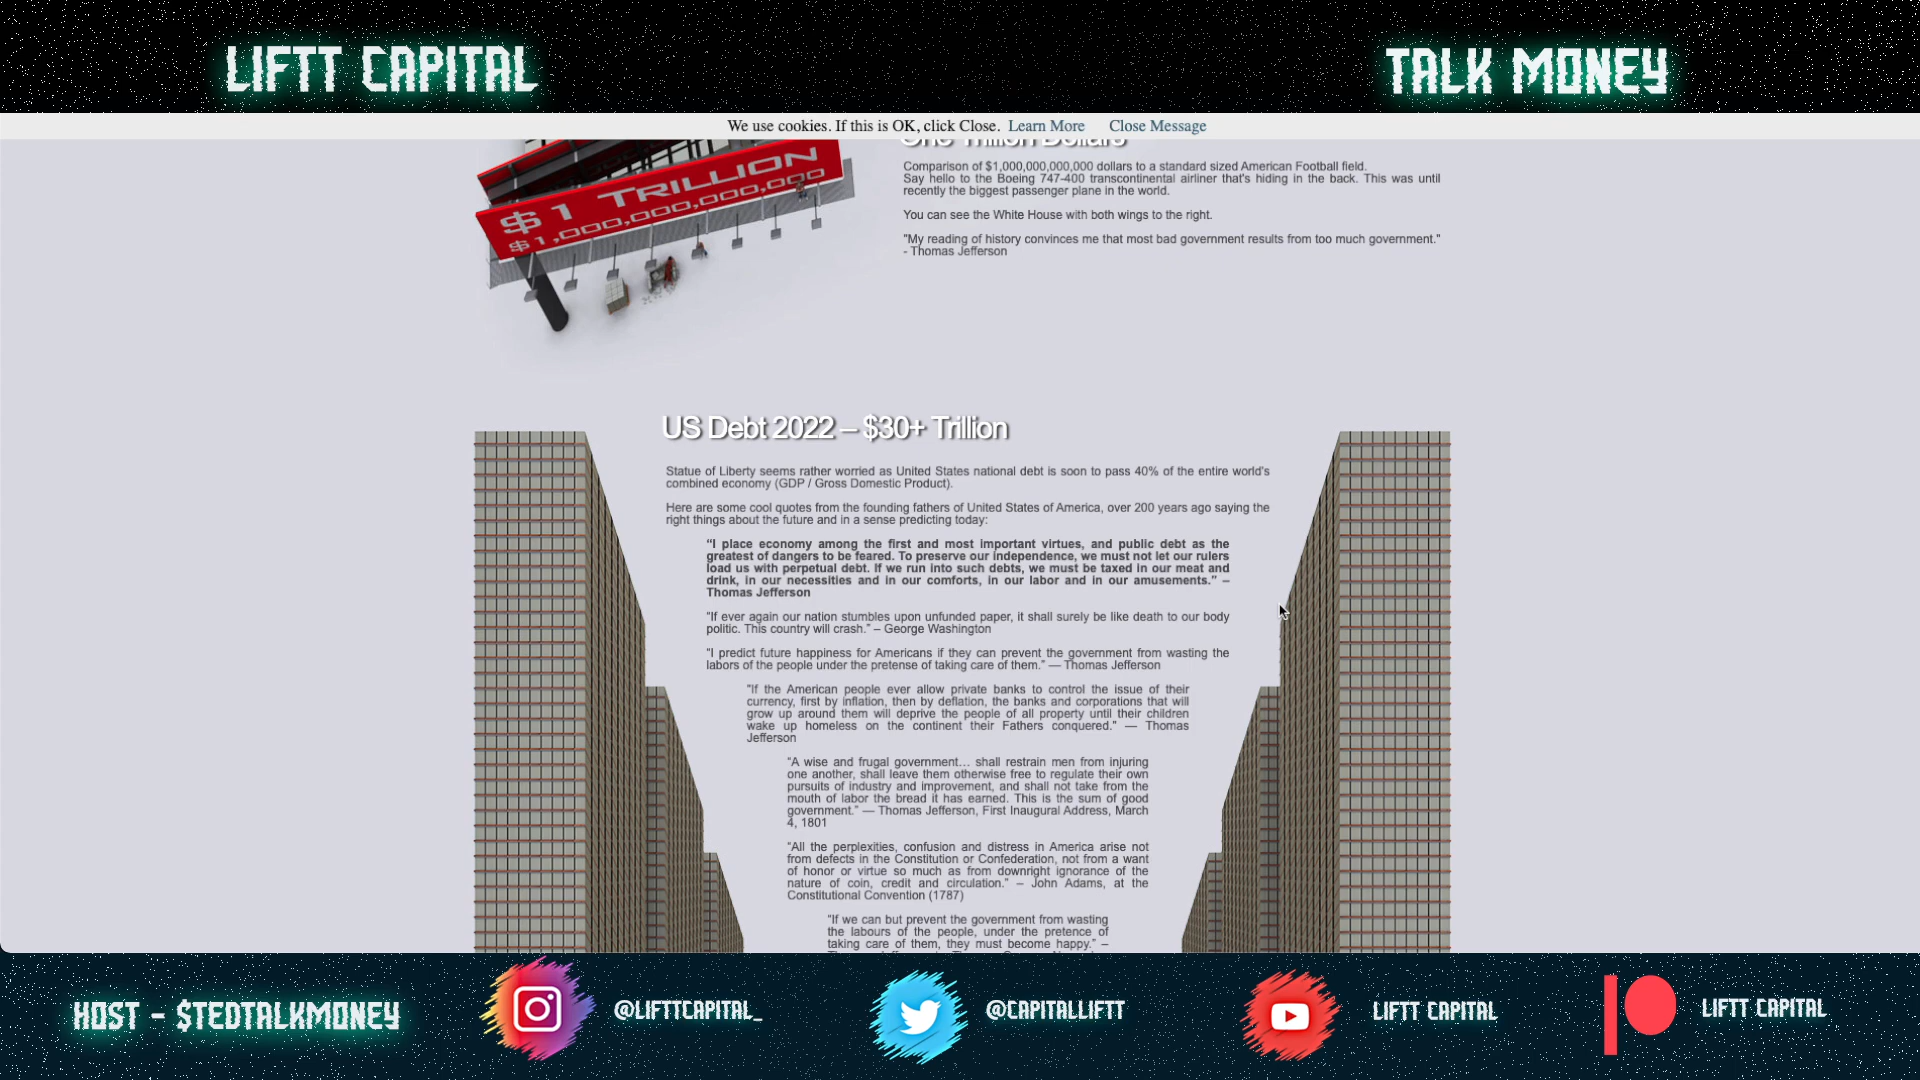 LIFTT CAPITAL
TALK MONEY
We use cookies. If this is OK, click Close. Learn More Close Message
One Trillion Dollars
$1 TRILLION
$1,000,000,000,000
Comparison of $1,000,000,000,000 dollars to a standard sized American Football field.
Say hello to the Boeing 747-400 transcontinental airliner that's hiding in the back. This was until
recently the biggest passenger plane in the world.
You can see the White House with both wings to the right.
"My reading of history convinces me that most bad government results from too much government."
- Thomas Jefferson
US Debt 2022 – $30+ Trillion
Statue of Liberty seems rather worried as United States national debt is soon to pass 40% of the entire world's
combined economy (GDP / Gross Domestic Product).
Here are some cool quotes from the founding fathers of United States of America, over 200 years ago saying the
right things about the future and in a sense predicting today:
“I place economy among the first and most important virtues, and public debt as the
greatest of dangers to be feared. To preserve our independence, we must not let our rulers
load us with perpetual debt. If we run into such debts, we must be taxed in our meat and
drink, in our necessities and in our comforts, in our labor and in our amusements.” –
Thomas Jefferson
"If ever again our nation stumbles upon unfunded paper, it shall surely be like death to our body
politic. This country will crash.” – George Washington
"I predict future happiness for Americans if they can prevent the government from wasting the
labors of the people under the pretense of taking care of them.” — Thomas Jefferson
"If the American people ever allow private banks to control the issue of their
currency, first by inflation, then by deflation, the banks and corporations that will
grow up around them will deprive the people of all property until their children
wake up homeless on the continent their Fathers conquered." — Thomas
Jefferson
“A wise and frugal government… shall restrain men from injuring
one another, shall leave them otherwise free to regulate their own
pursuits of industry and improvement, and shall not take from the
mouth of labor the bread it has earned. This is the sum of good
government.” — Thomas Jefferson, First Inaugural Address, March
4, 1801
“All the perplexities, confusion and distress in America arise not
from defects in the Constitution or Confederation, not from a want
of honor or virtue so much as from downright ignorance of the
nature of coin, credit and circulation.” – John Adams, at the
Constitutional Convention (1787)
“If we can but prevent the government from wasting
the labours of the people, under the pretence of
taking care of them, they must become happy.” –
HOST - $TEDTALKMONEY
@LIFTTCAPITAL_
@CAPITALLIFTT
LIFTT CAPITAL
LIFTT CAPITAL